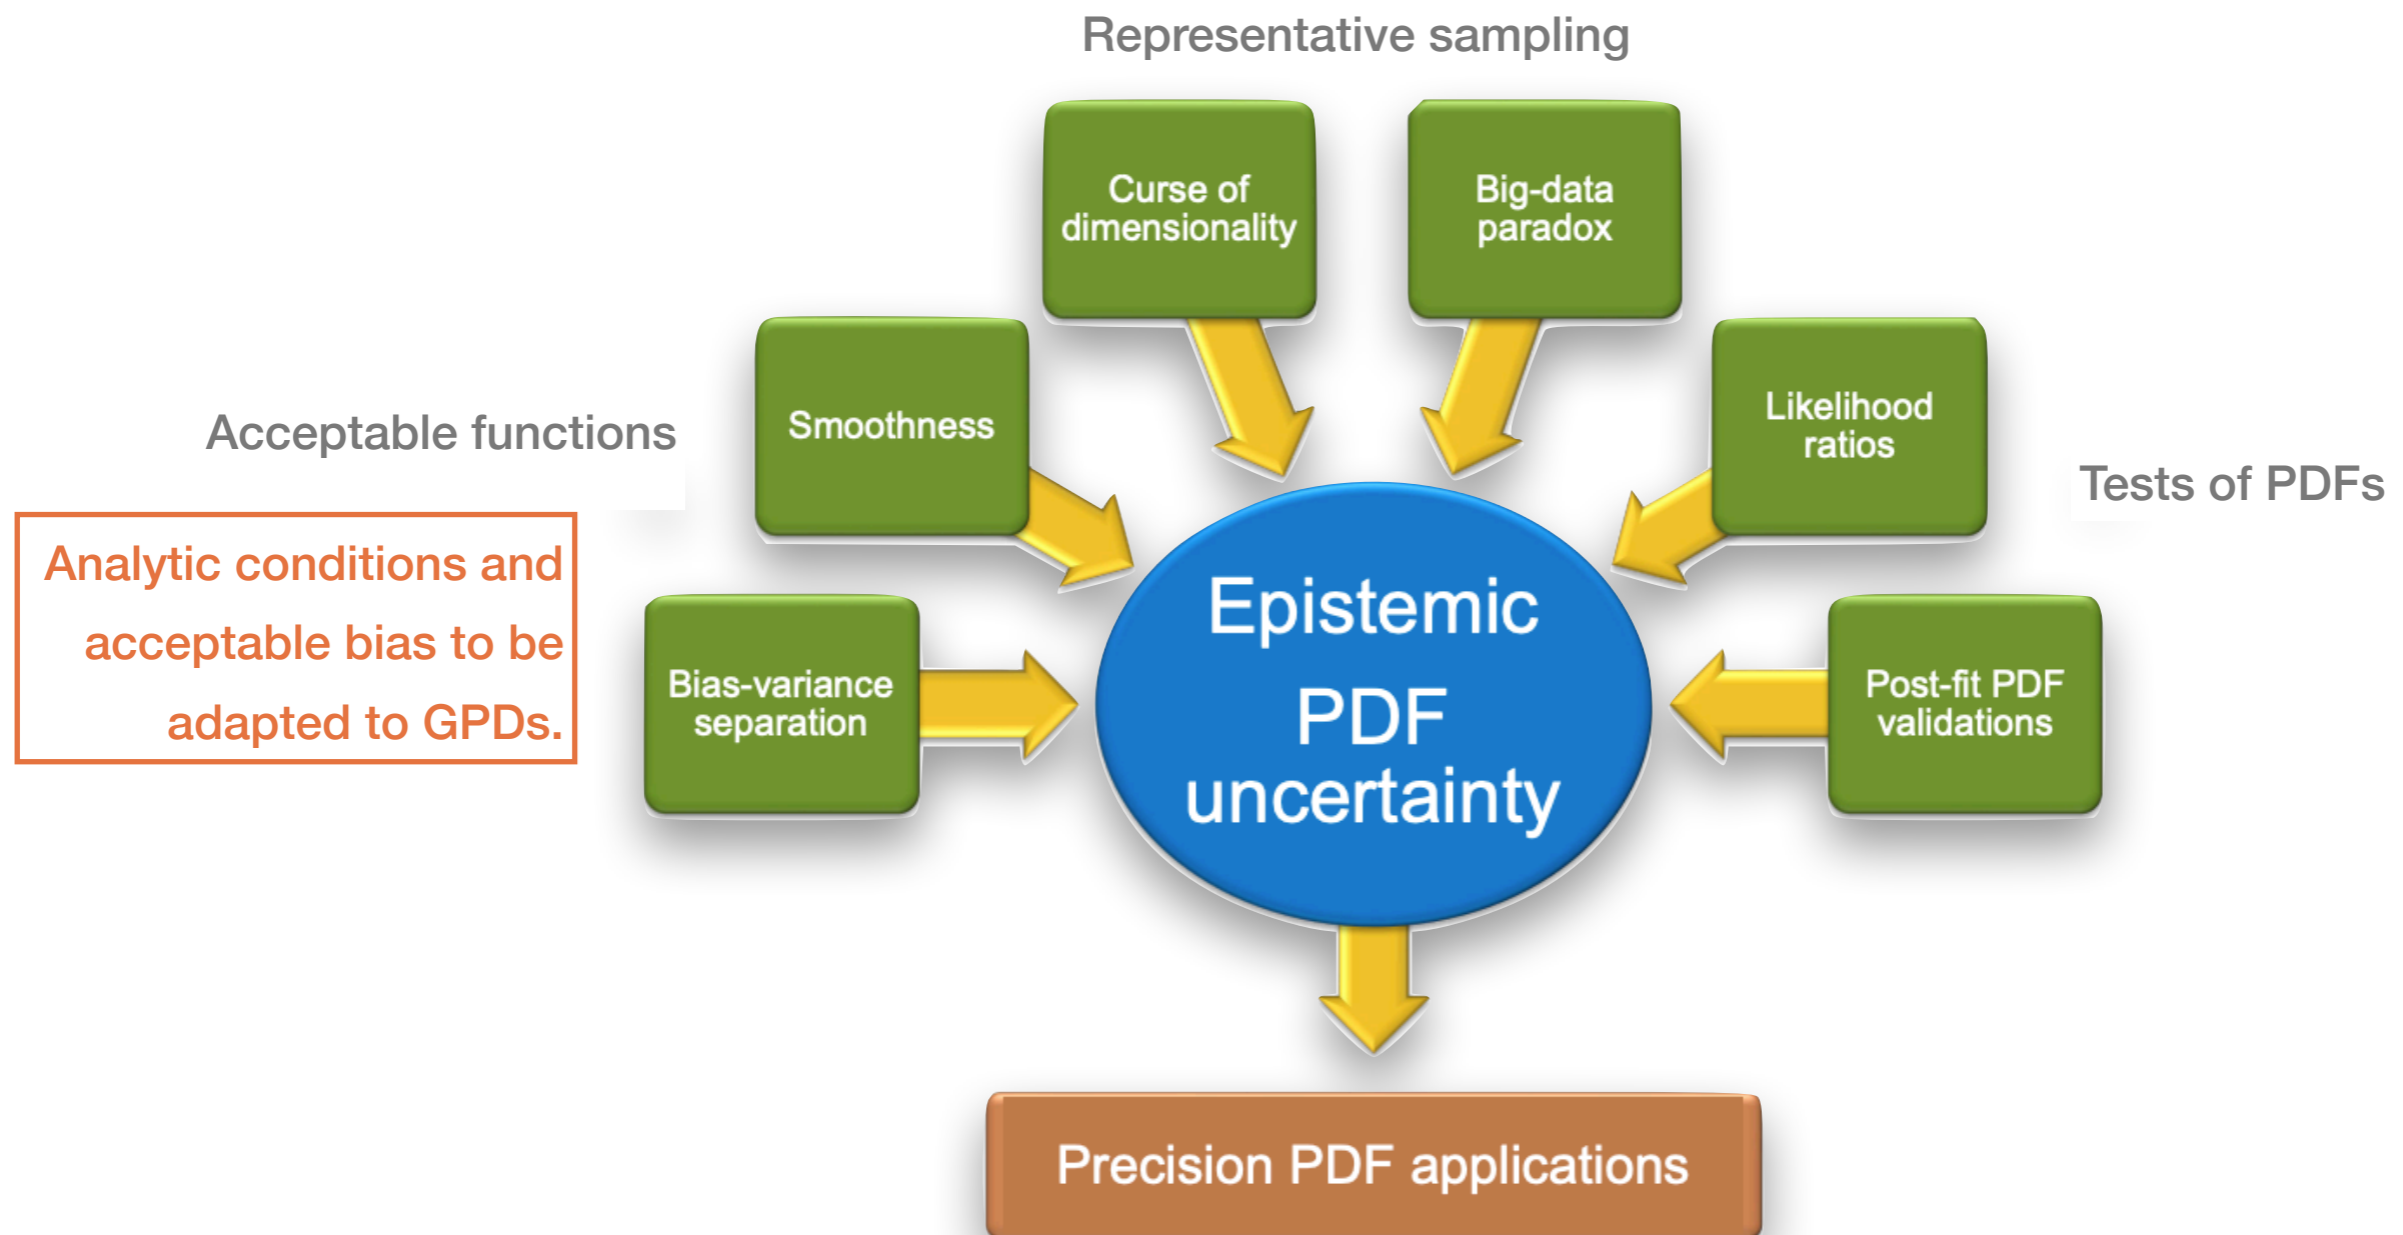 Representative sampling
Curse of
dimensionality
Big-data
paradox
Smoothness
Likelihood
ratios
Acceptable functions
Tests of PDFs
Analytic conditions and
acceptable bias to be
adapted to GPDs.
Bias-variance
separation
Epistemic
PDF
uncertainty
Post-fit PDF
validations
Precision PDF applications